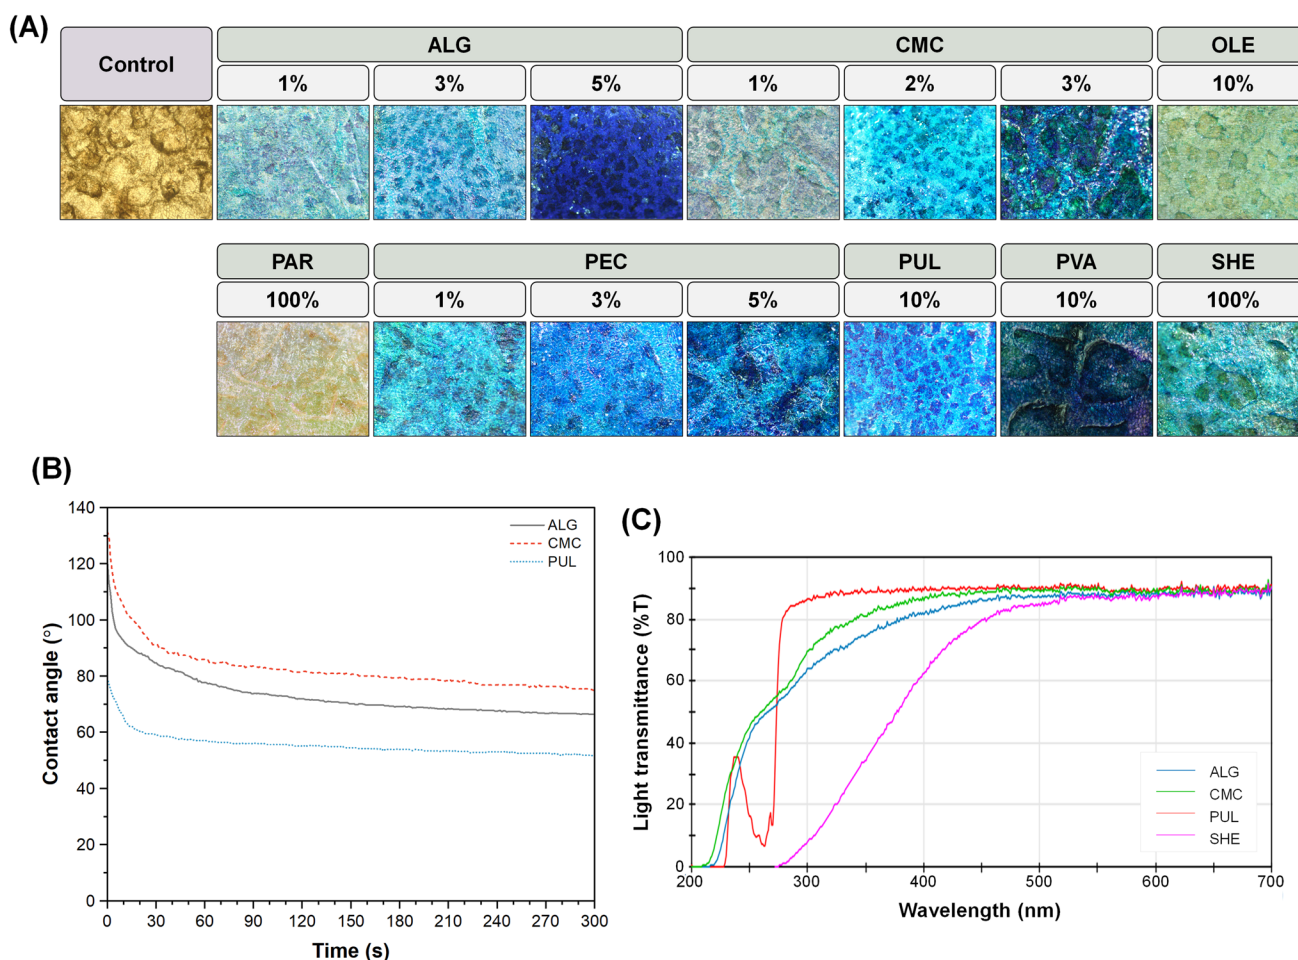 (A)
Control ALG CMC OLE
1% 3% 5% 1% 2% 3% 10%
PAR PEC PUL PVA SHE
100% 1% 3% 5% 10% 10% 100%
(B)
140
120
100
80
60
40
20
0
Contact angle (°)
ALG
CMC
PUL
0 30 60 90 120 150 180 210 240 270 300
Time (s)
(C)
100
80
60
40
20
0
Light transmittance (%T)
ALG
CMC
PUL
SHE
200 300 400 500 600 700
Wavelength (nm)